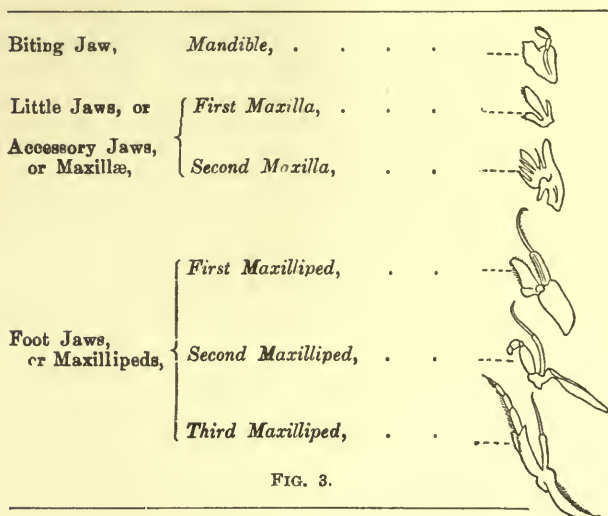 Biting Jaw, Mandible, . . . .
Little Jaws, or First Maxilla, . . . .
Accessory Jaws,
or Maxillæ, Second Maxilla, . .
First Maxilliped, . .
Foot Jaws,
or Maxillipeds, Second Maxilliped, . .
Third Maxilliped, . .
FIG. 3.